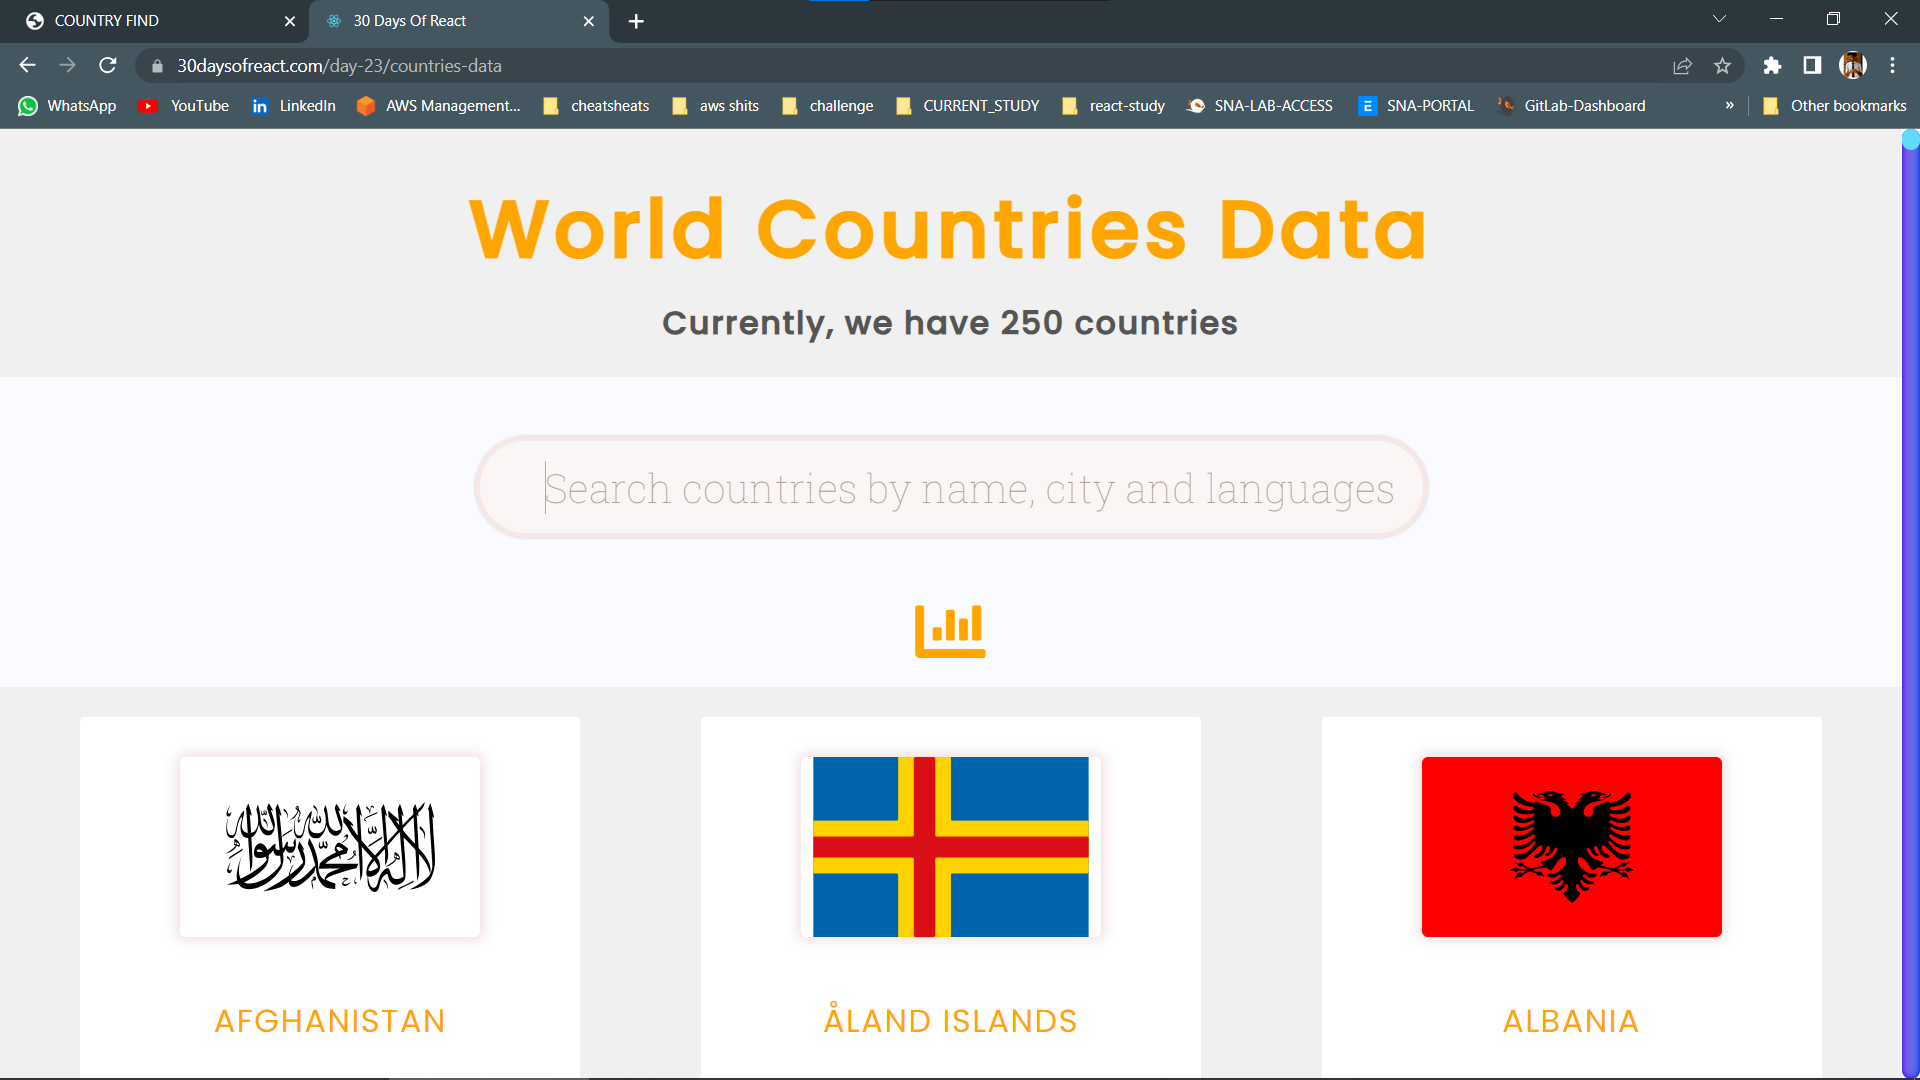 COUNTRY FIND
30 Days Of React
30daysofreact.com/day-23/countries-data
WhatsApp YouTube LinkedIn AWS Management... cheatsheats aws shits challenge CURRENT_STUDY react-study SNA-LAB-ACCESS SNA-PORTAL GitLab-Dashboard » Other bookmarks
World Countries Data
Currently, we have 250 countries
Search countries by name, city and languages
لا إله إلا الله محمد رسول الله
AFGHANISTAN
ÅLAND ISLANDS
ALBANIA